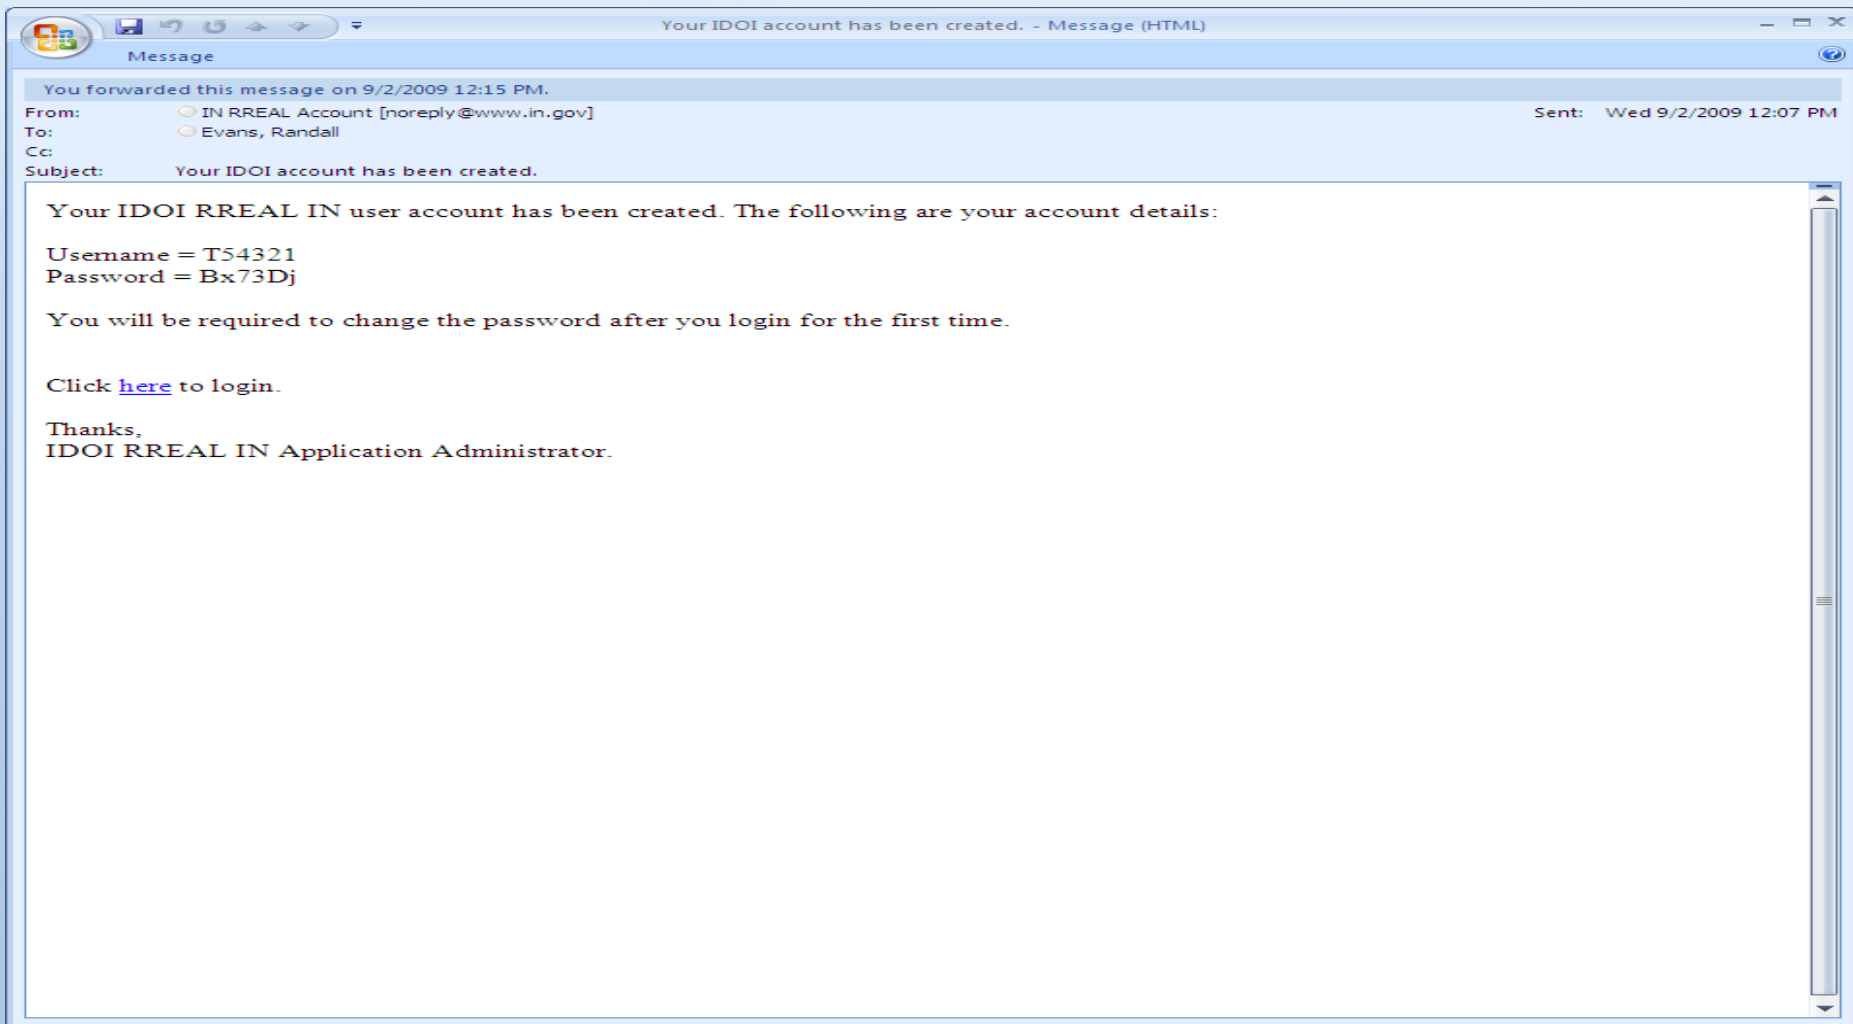 Your IDOI account has been created. - Message (HTML)
Message
You forwarded this message on 9/2/2009 12:15 PM.
From: IN RREAL Account [noreply@www.in.gov] Sent: Wed 9/2/2009 12:07 PM
To: Evans, Randall
Cc:
Subject: Your IDOI account has been created.
Your IDOI RREAL IN user account has been created. The following are your account details:
Username = T54321
Password = Bx73Dj
You will be required to change the password after you login for the first time.
Click here to login.
Thanks,
IDOI RREAL IN Application Administrator.